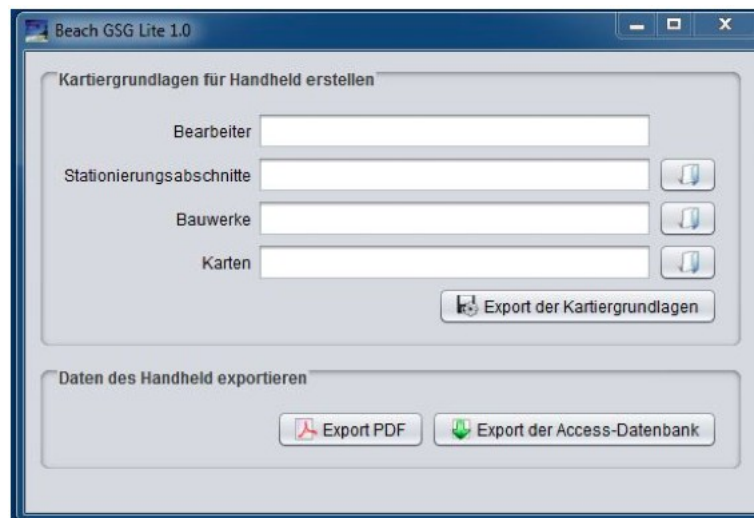 Beach GSG Lite 1.0
Kartiergrundlagen für Handheld erstellen
Bearbeiter
Stationierungsabschnitte
Bauwerke
Karten
Export der Kartiergrundlagen
Daten des Handheld exportieren
Export PDF
Export der Access-Datenbank